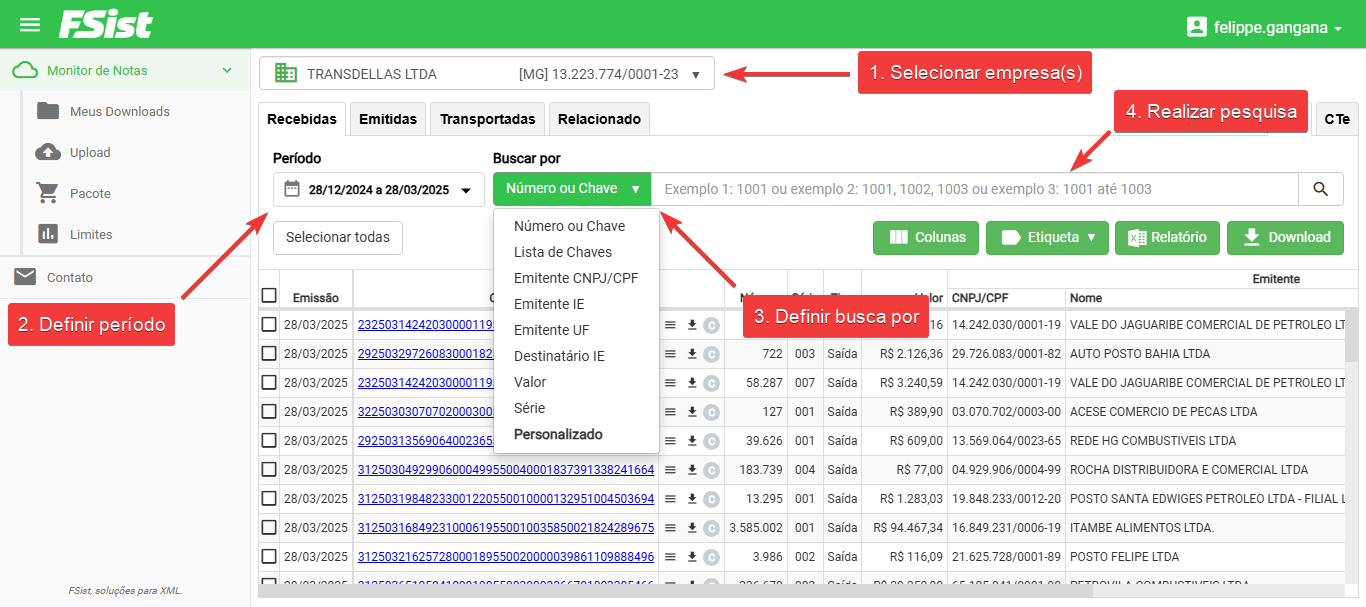 FSist
felippe.gangana
Monitor de Notas
Meus Downloads
Upload
Pacote
Limites
Contato
FSist, soluções para XML.
TRANSDELLAS LTDA [MG] 13.223.774/0001-23
1. Selecionar empresa(s)
Recebidas Emitidas Transportadas Relacionado CTe
4. Realizar pesquisa
Período Buscar por
28/12/2024 a 28/03/2025 Número ou Chave Exemplo 1: 1001 ou exemplo 2: 1001, 1002, 1003 ou exemplo 3: 1001 até 1003
Selecionar todas Colunas Etiqueta Relatório Download
Número ou Chave
Lista de Chaves
Emitente CNPJ/CPF
Emitente IE
Emitente UF
Destinatário IE
Valor
Série
Personalizado
2. Definir período
3. Definir busca por
Emitente
Emissão Valor CNPJ/CPF Nome
28/03/2025 2325031424203000011 16 14.242.030/0001-19 VALE DO JAGUARIBE COMERCIAL DE PETROLEO LT
28/03/2025 29250329726083000182 C 722 003 Saída R$ 2.126,36 29.726.083/0001-82 AUTO POSTO BAHIA LTDA
28/03/2025 2325031424203000011 C 58.287 007 Saída R$ 3.240,59 14.242.030/0001-19 VALE DO JAGUARIBE COMERCIAL DE PETROLEO LT
28/03/2025 32250303070702000300 C 127 001 Saída R$ 389,90 03.070.702/0003-00 ACESE COMERCIO DE PECAS LTDA
28/03/2025 29250313569064002365 C 39.626 001 Saída R$ 609,00 13.569.064/0023-65 REDE HG COMBUSTIVEIS LTDA
28/03/2025 31250304929906000499550040001837391338241664 C 183.739 004 Saída R$ 77,00 04.929.906/0004-99 ROCHA DISTRIBUIDORA E COMERCIAL LTDA
28/03/2025 31250319848233001220550010000132951004503694 C 13.295 001 Saída R$ 1.283,03 19.848.233/0012-20 POSTO SANTA EDWIGES PETROLEO LTDA - FILIAL L
28/03/2025 31250316849231000619550010035850021824289675 C 3.585.002 001 Saída R$ 94.467,34 16.849.231/0006-19 ITAMBE ALIMENTOS LTDA.
28/03/2025 31250321625728000189550020000039861109888496 C 3.986 002 Saída R$ 116,09 21.625.728/0001-89 POSTO FELIPE LTDA